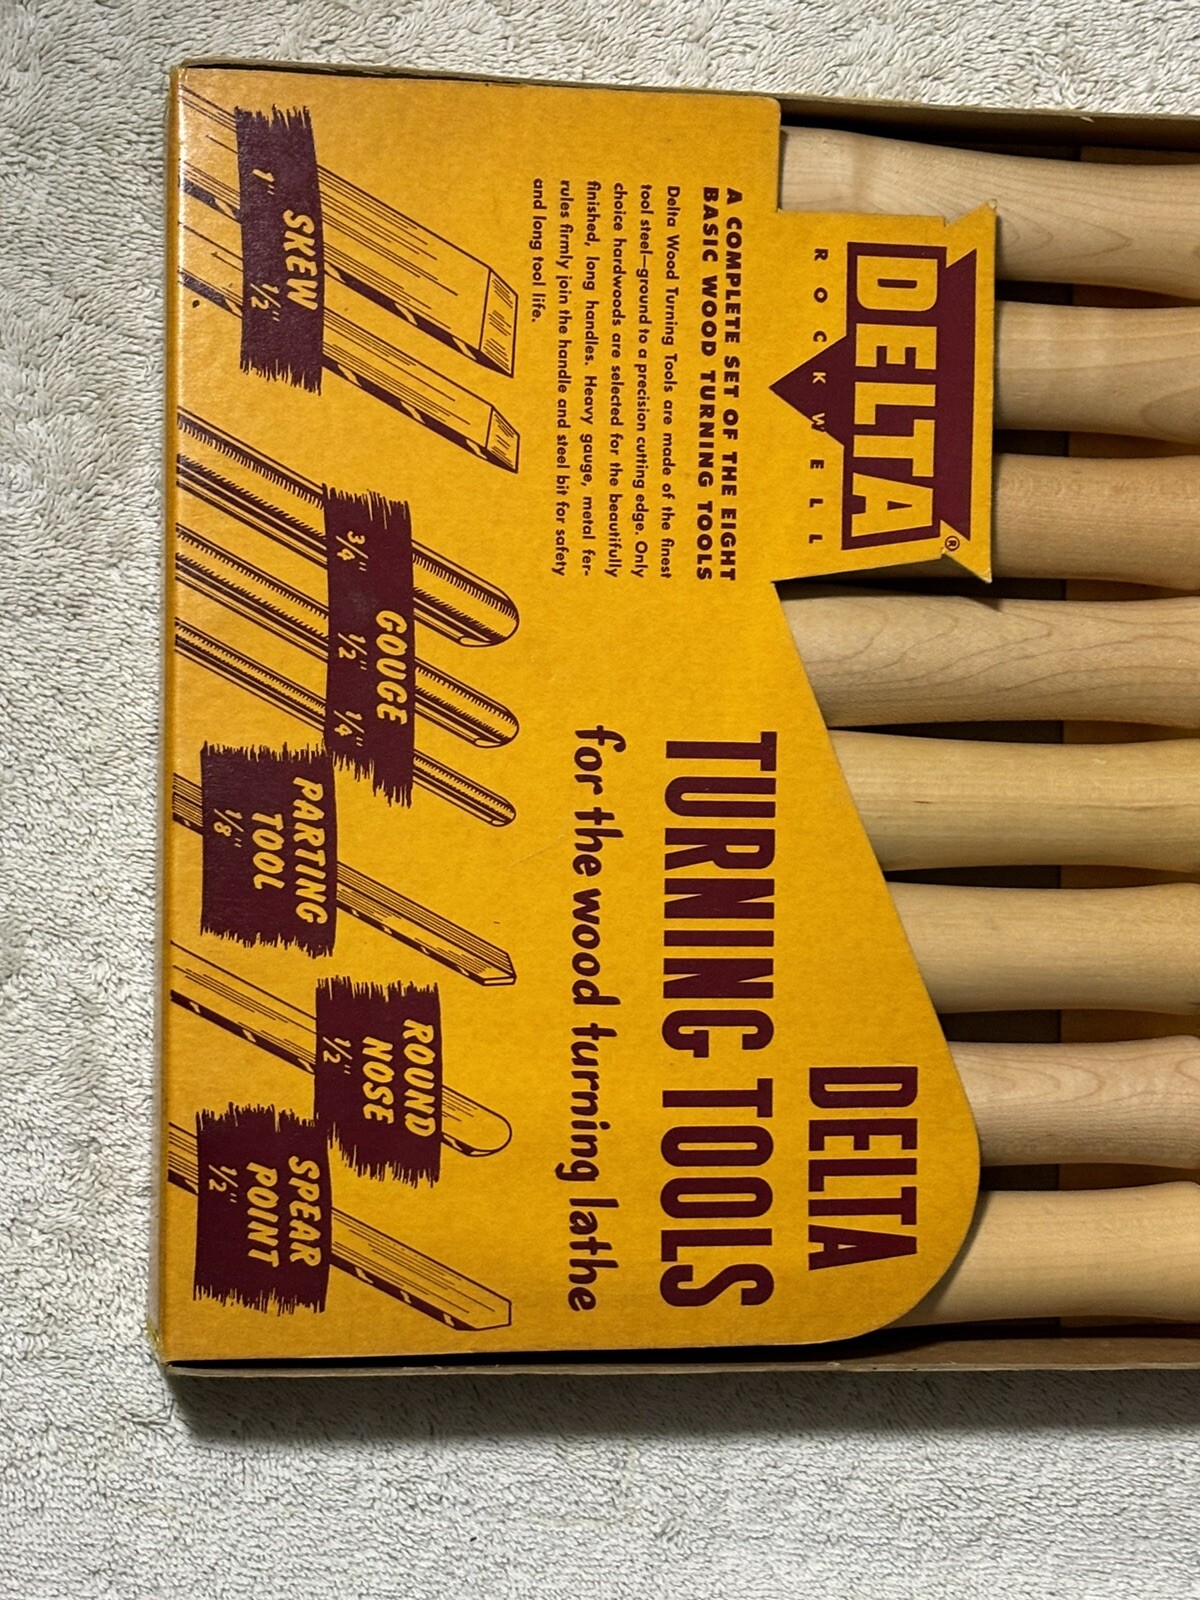 DELTA®
ROCKWELL
A COMPLETE SET OF THE EIGHT
BASIC WOOD TURNING TOOLS
Delta Wood Turning Tools are made of the finest
tool steel—ground to a precision cutting edge. Only
choice hardwoods are selected for the beautifully
finished, long handles. Heavy gauge, metal fer-
rules firmly join the handle and steel bit for safety
and long tool life.
DELTA
TURNING TOOLS
for the wood turning lathe
SKEW
1" 1/2"
GOUGE
3/4" 1/2" 1/4"
PARTING
TOOL
1/8"
ROUND
NOSE
1/2"
SPEAR
POINT
1/2"